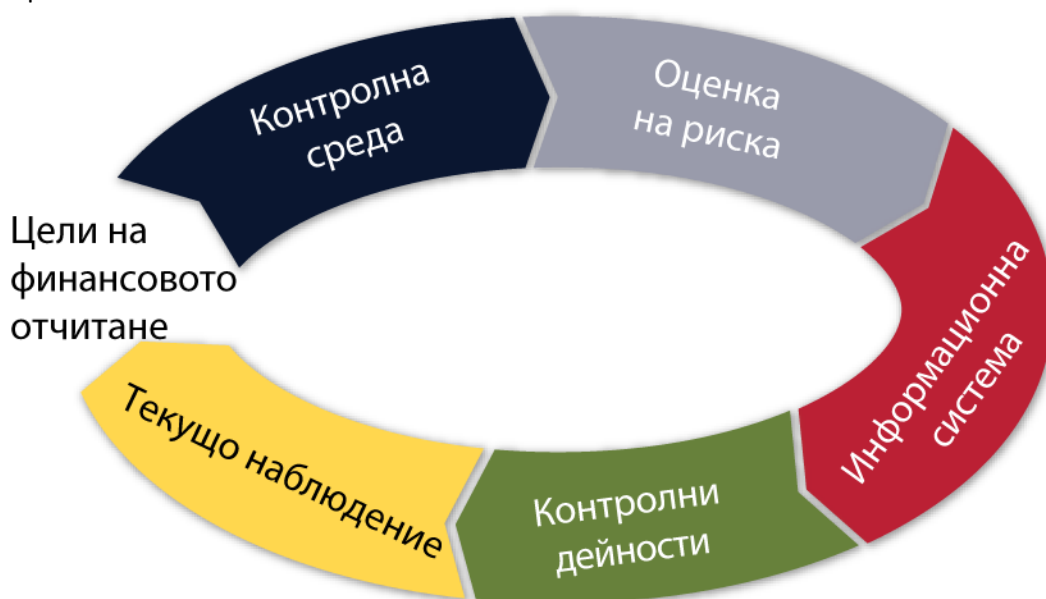 Контролна
среда
Оценка
на риска
Информационна
система
Контролни
дейности
Текущо наблюдение
Цели на
финансовото
отчитане